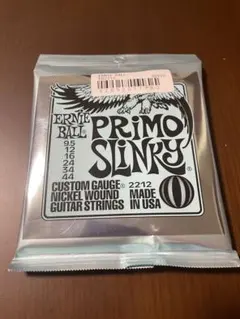 ERNIE
BALL
PRIMO
SLINKY
9.5
12
16
24
34
44
CUSTOM GAUGE® 2212
NICKEL WOUND
GUITAR STRINGS
MADE
IN USA